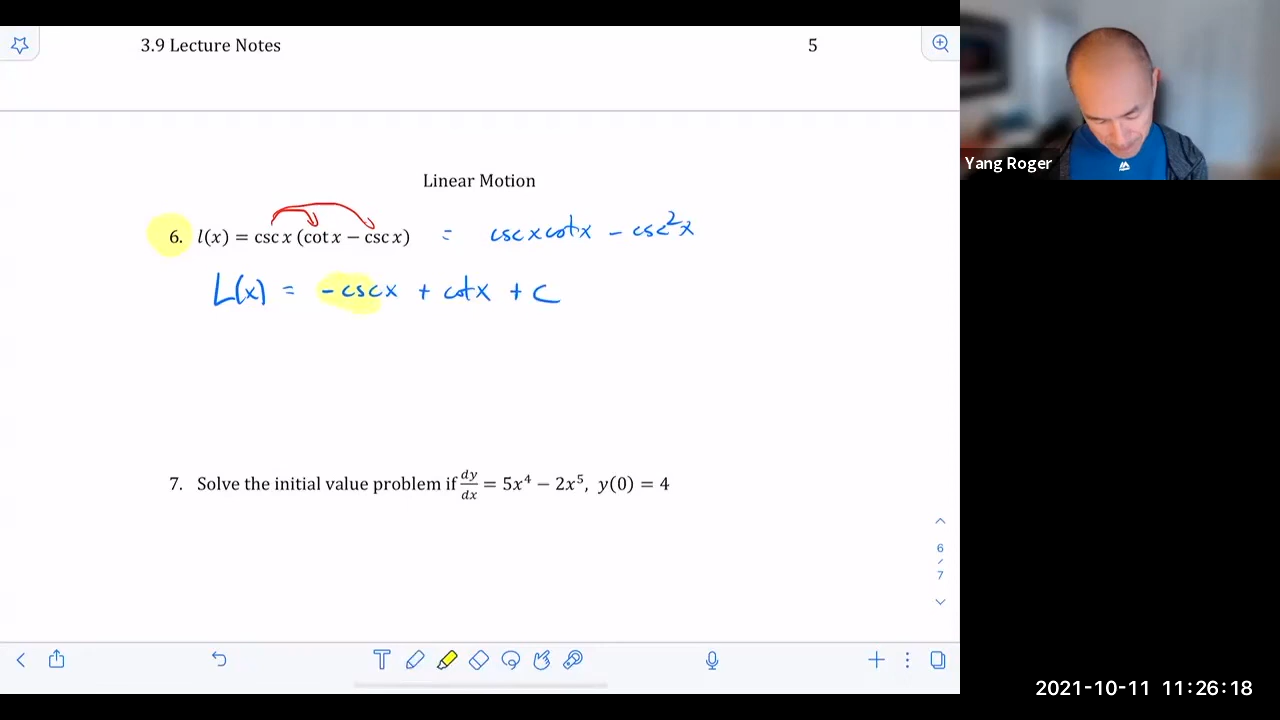 3.9 Lecture Notes 5
Yang Roger
Linear Motion
6. l(x) = csc x (cot x − csc x) = csc x cot x − csc²x
L(x) = −csc x + cot x + C
7. Solve the initial value problem if dy/dx = 5x⁴ − 2x⁵, y(0) = 4
6
/
7
T
2021-10-11 11:26:18